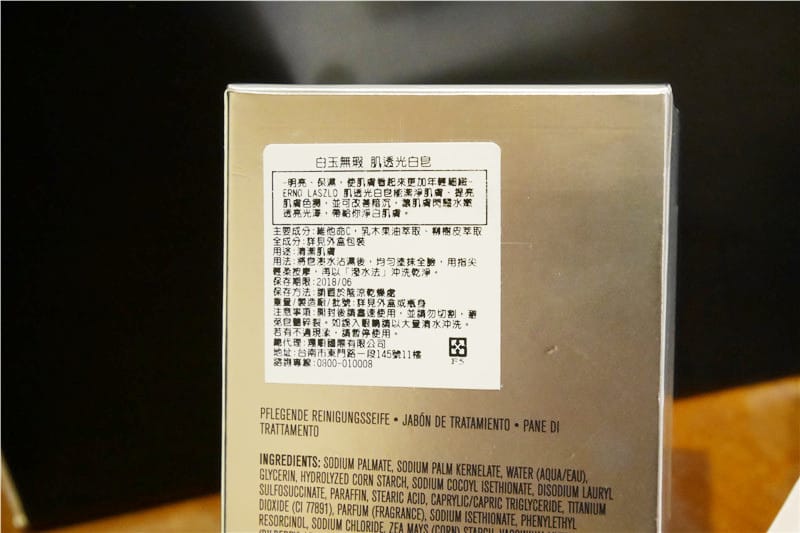 白玉無瑕 肌透光白皂
~明亮、保濕，使肌膚看起來更加年輕細緻~
ERNO LASZLO 肌透光白皂能潔淨肌膚、提亮
肌膚色調，並可改善暗沉，讓肌膚閃耀水嫩
透亮光澤，帶給你淨白肌膚。
主要成分:維他命C，乳木果油萃取、柳樹皮萃取
全成分:詳見外盒包裝
用途:清潔肌膚
用法:將皂浸水沾濕後，均勻塗抹全臉，用指尖
輕柔按摩，再以「潑水法」沖洗乾淨。
保存期限:2018/06
保存方法:請置於陰涼乾燥處
重量/製造廠/批號:詳見外盒或瓶身
注意事項:開封後請盡速使用，並請勿切割，避
免皂體碎裂。如誤入眼睛請以大量清水沖洗。
若有不適現象，請暫停使用。
總代理:國際有限公司
地址:台南市東門路一段145號11樓
諮詢專線:0800-010008
F5
PFLEGENDE REINIGUNGSSEIFE • JABÓN DE TRATAMIENTO • PANE DI
TRATTAMENTO
INGREDIENTS: SODIUM PALMATE, SODIUM PALM KERNELATE, WATER (AQUA/EAU),
GLYCERIN, HYDROLYZED CORN STARCH, SODIUM COCOYL ISETHIONATE, DISODIUM LAURYL
SULFOSUCCINATE, PARAFFIN, STEARIC ACID, CAPRYLIC/CAPRIC TRIGLYCERIDE, TITANIUM
DIOXIDE (CI 77891), PARFUM (FRAGRANCE), SODIUM ISETHIONATE, PHENYLETHYL
RESORCINOL, SODIUM CHLORIDE, ZEA MAYS (CORN) STARCH,